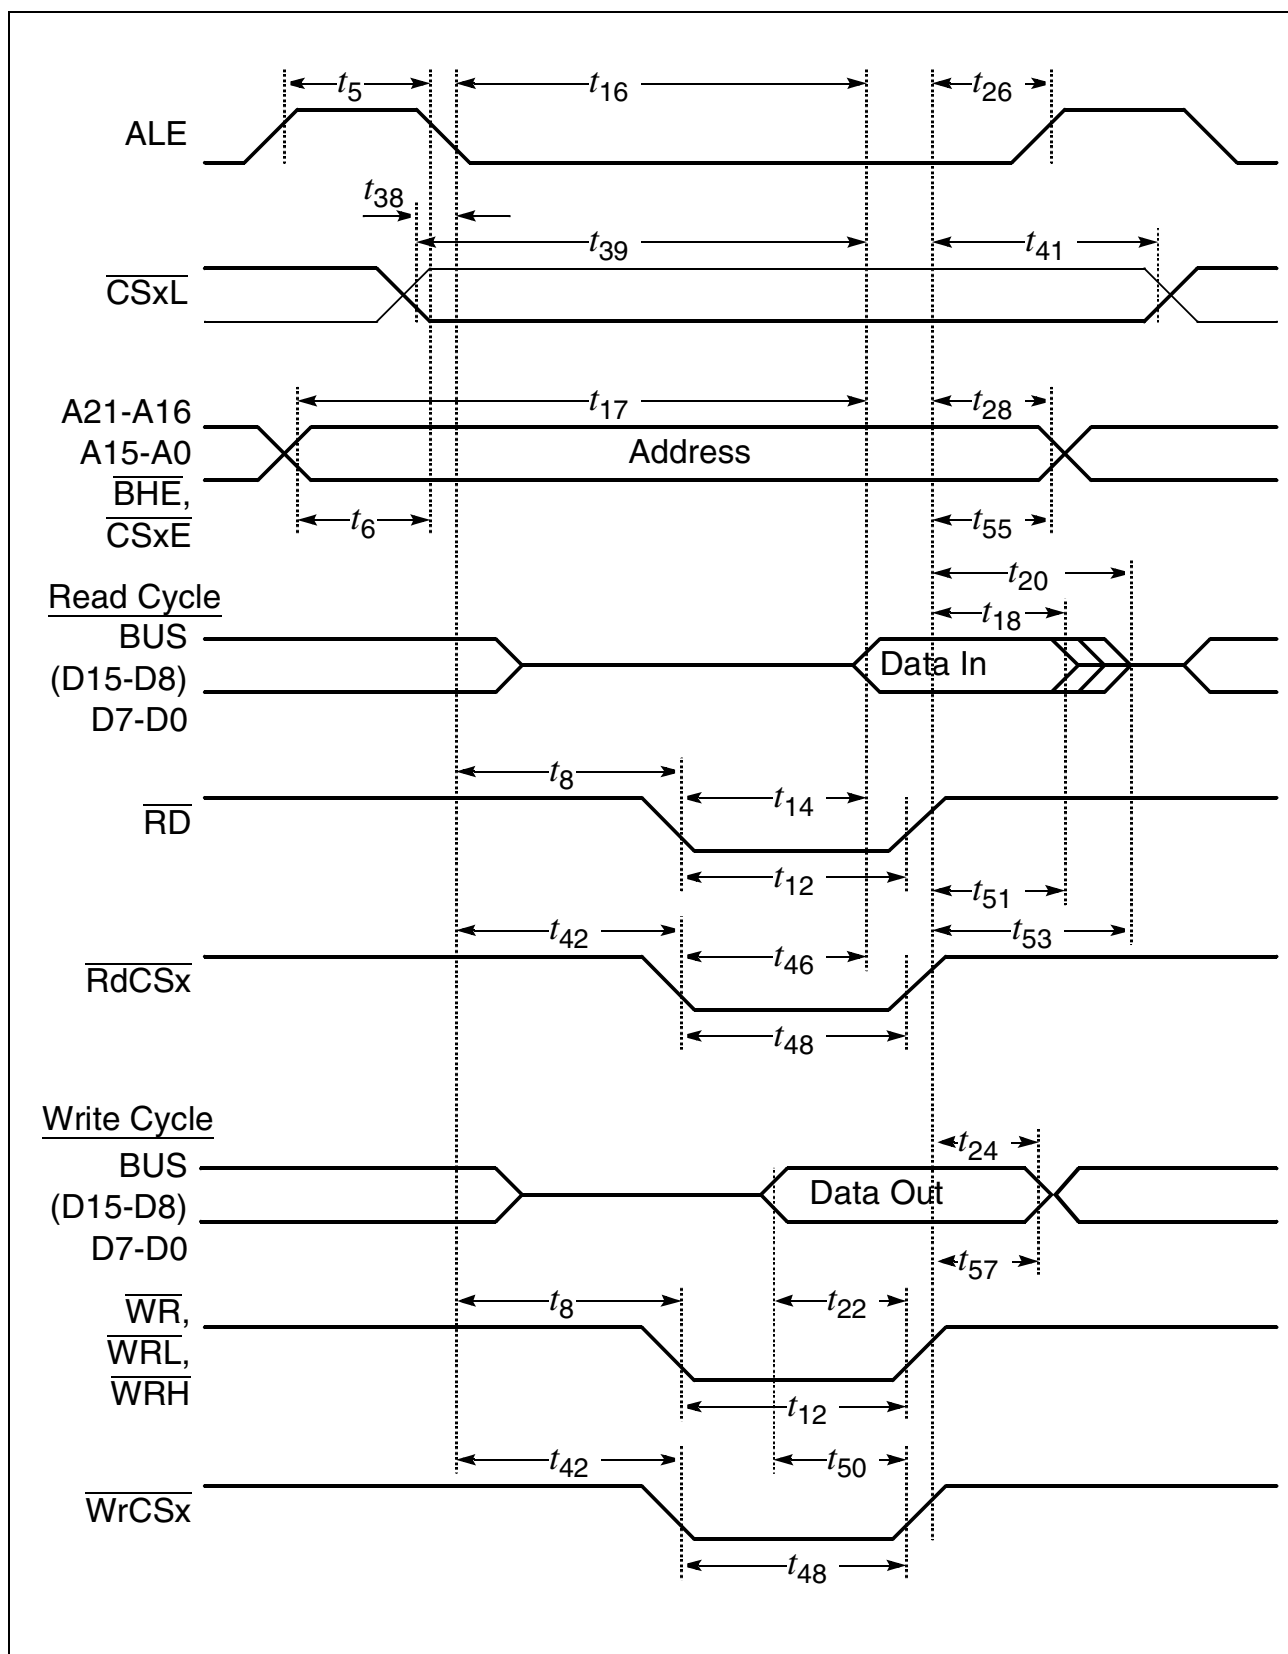 t5 t16 t26
ALE
t38
t39 t41
CSxL
A21-A16 t17 t28
A15-A0 Address
BHE,
CSxE t6 t55
t20
Read Cycle t18
BUS
(D15-D8) Data In
D7-D0
t8 t14
RD
t12 t51
t42 t46 t53
RdCSx
t48
Write Cycle
t24
BUS
(D15-D8) Data Out
D7-D0
t57
WR, t8 t22
WRL,
WRH
t12
t42 t50
WrCSx
t48